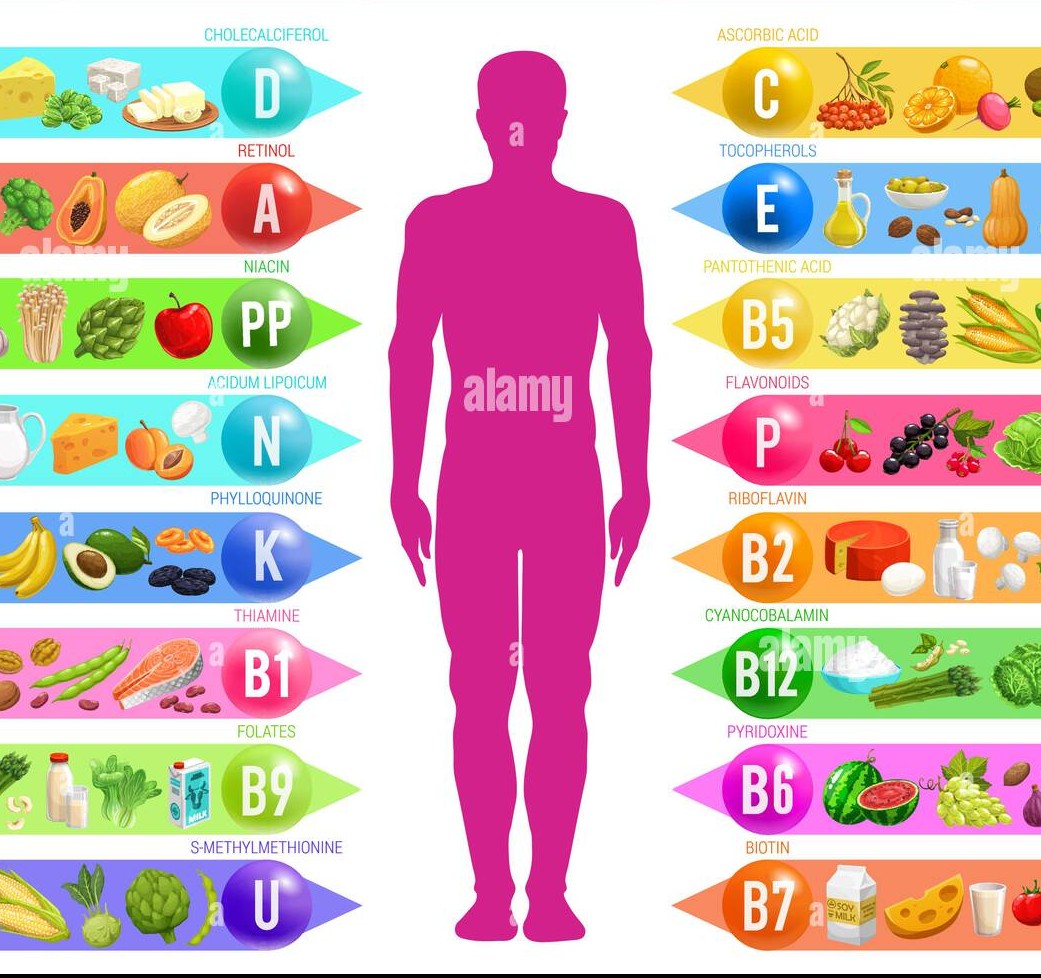 CHOLECALCIFEROL
D
RETINOL
A
NIACIN
PP
ACIDUM LIPOICUM
N
PHYLLOQUINONE
K
THIAMINE
B1
FOLATES
B9
MILK
S-METHYLMETHIONINE
U
a
alamy
a
alamy
a
a
a
a
a
a
ASCORBIC ACID
C
TOCOPHEROLS
E
alamy
PANTOTHENIC ACID
B5
FLAVONOIDS
P
RIBOFLAVIN
B2
CYANOCOBALAMIN
B12
alamy
PYRIDOXINE
B6
BIOTIN
B7
SOY
MILK
a
a
a
a